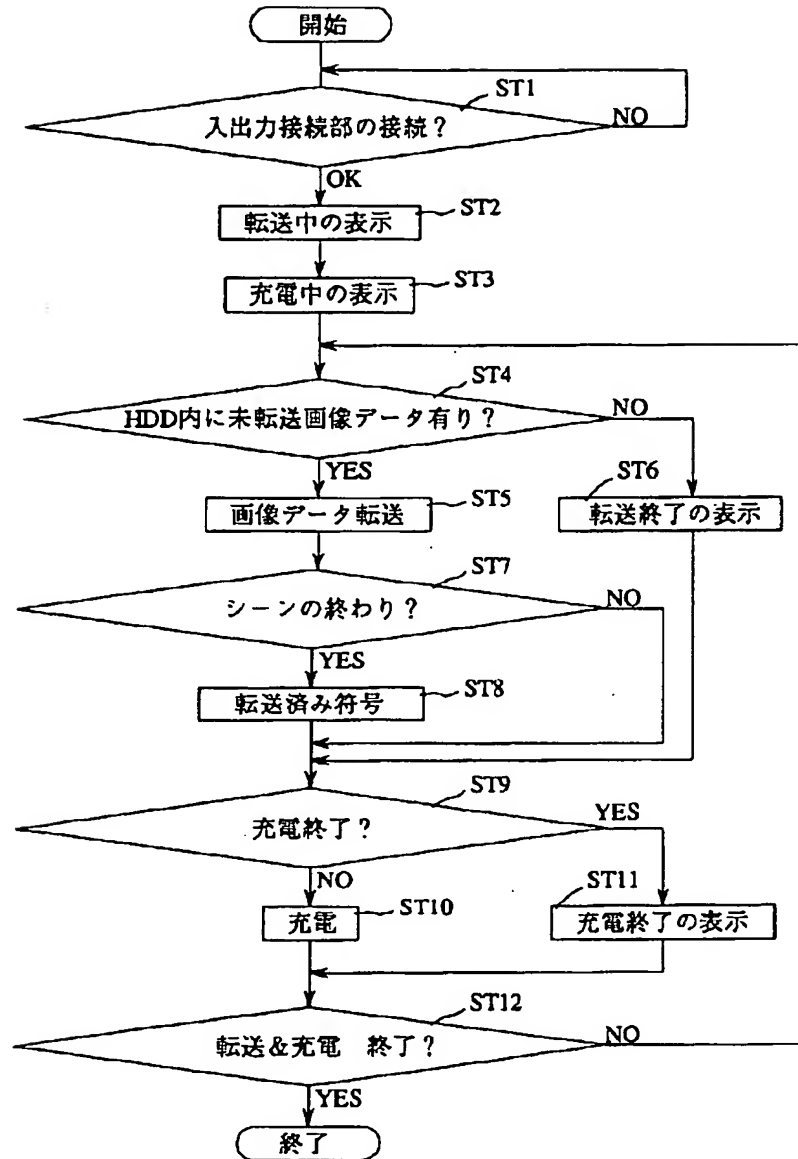 開始
ST1
入出力接続部の接続？
NO
OK
ST2
転送中の表示
ST3
充電中の表示
ST4
HDD内に未転送画像データ有り？
NO
YES
ST5
画像データ転送
ST6
転送終了の表示
ST7
シーンの終わり？
NO
YES
ST8
転送済み符号
ST9
充電終了？
YES
NO
ST10
充電
ST11
充電終了の表示
ST12
転送&充電　終了？
NO
YES
終了